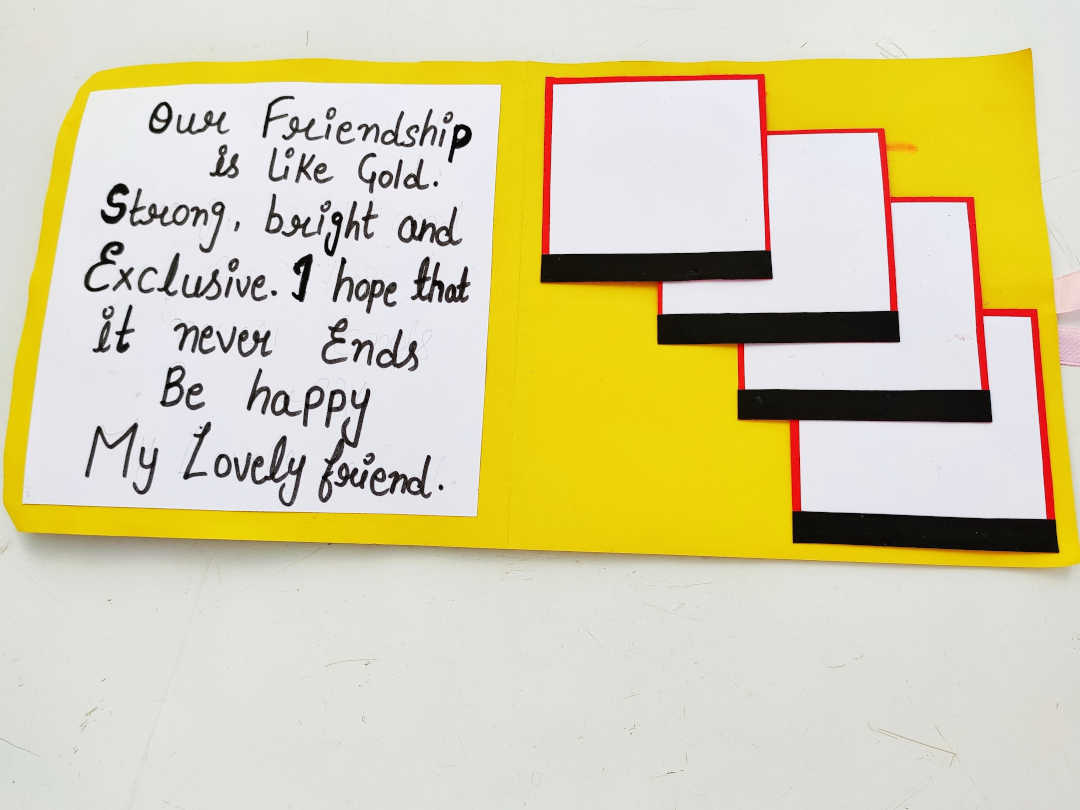 Our Friendship
is Like Gold.
Strong, bright and
Exclusive. I hope that
it never Ends
Be happy
My Lovely friend.